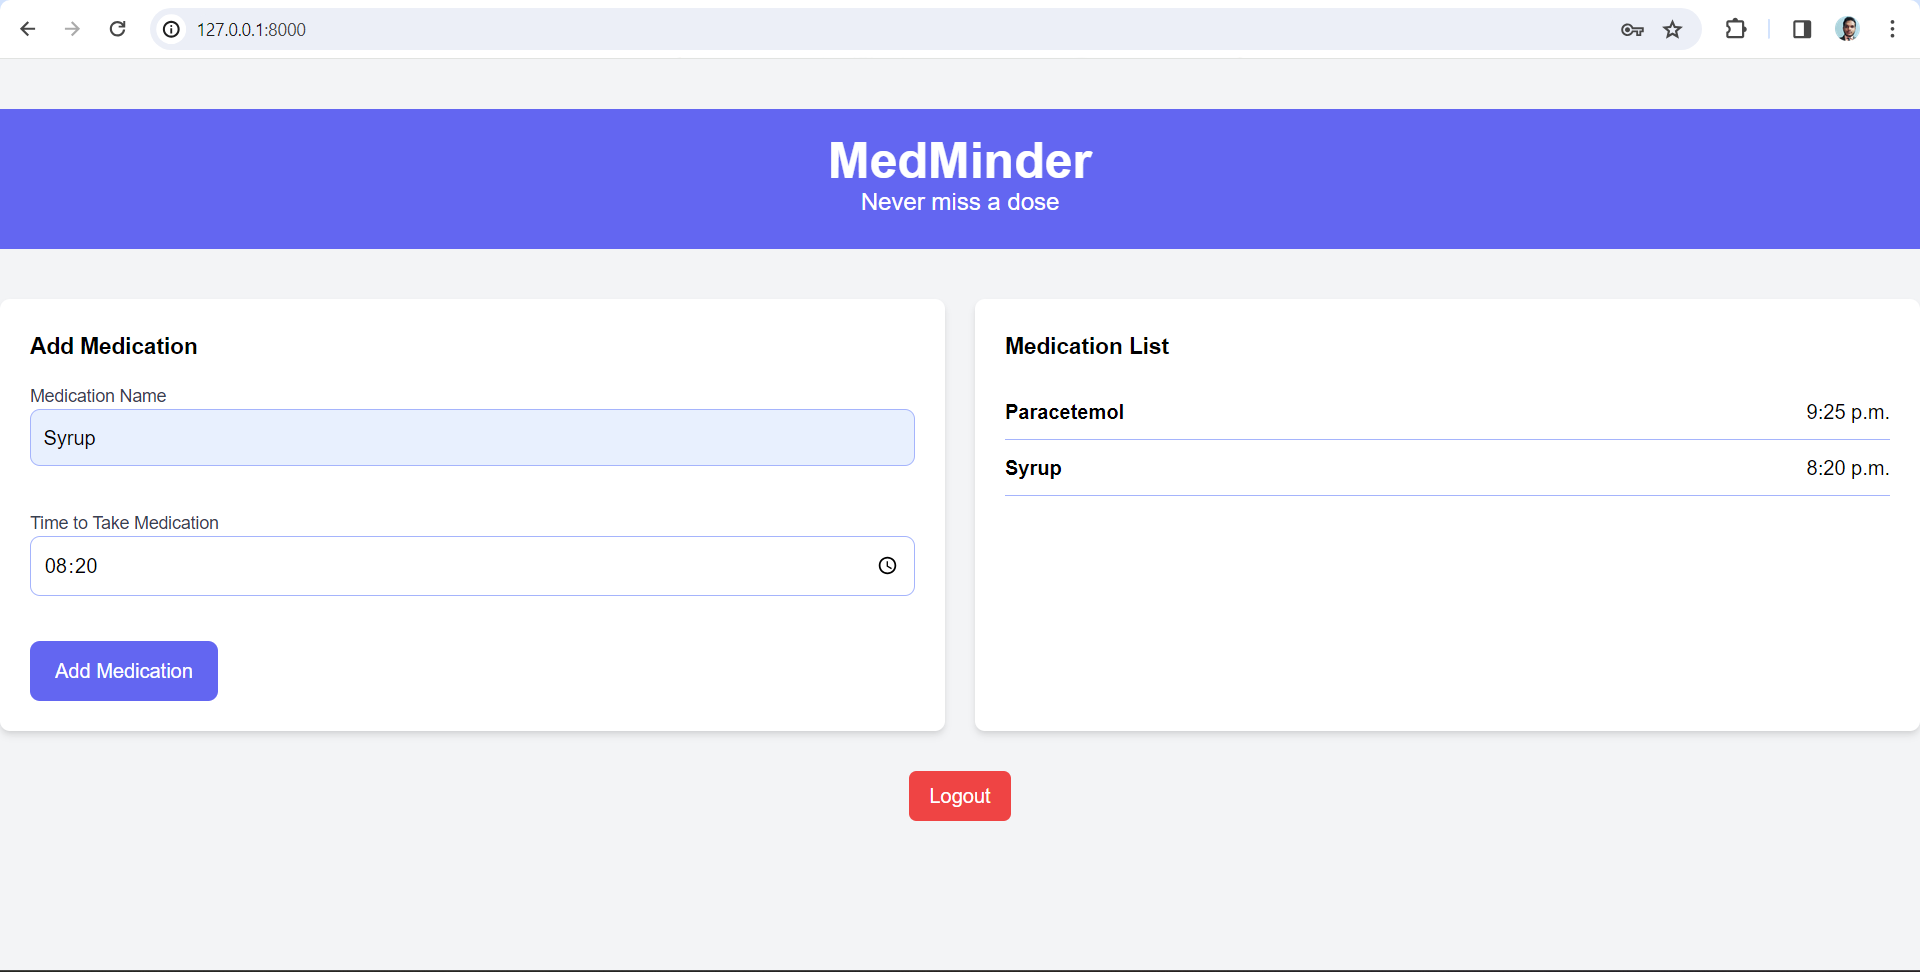 127.0.0.1:8000
MedMinder
Never miss a dose
Add Medication
Medication Name
Syrup
Time to Take Medication
08:20
Add Medication
Medication List
Paracetemol 9:25 p.m.
Syrup 8:20 p.m.
Logout